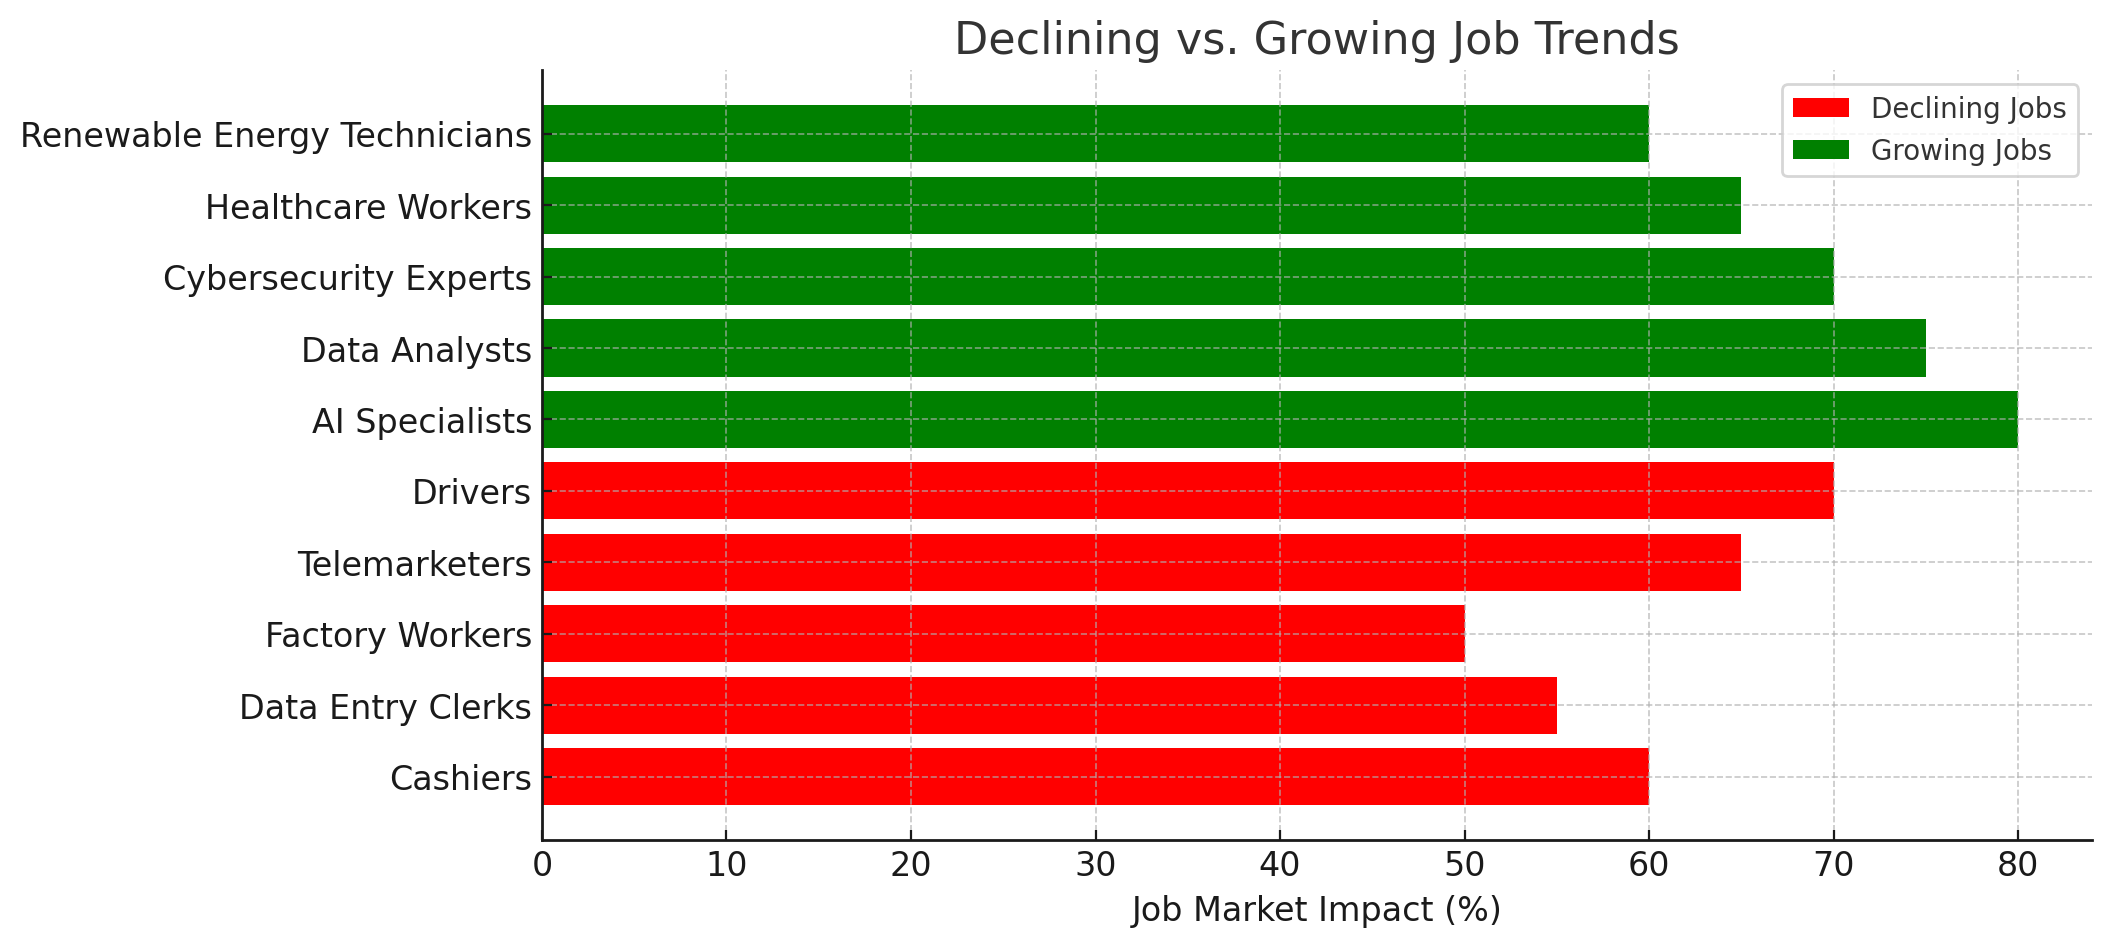 Declining vs. Growing Job Trends
Declining Jobs
Growing Jobs
Renewable Energy Technicians
Healthcare Workers
Cybersecurity Experts
Data Analysts
AI Specialists
Drivers
Telemarketers
Factory Workers
Data Entry Clerks
Cashiers
0 10 20 30 40 50 60 70 80
Job Market Impact (%)